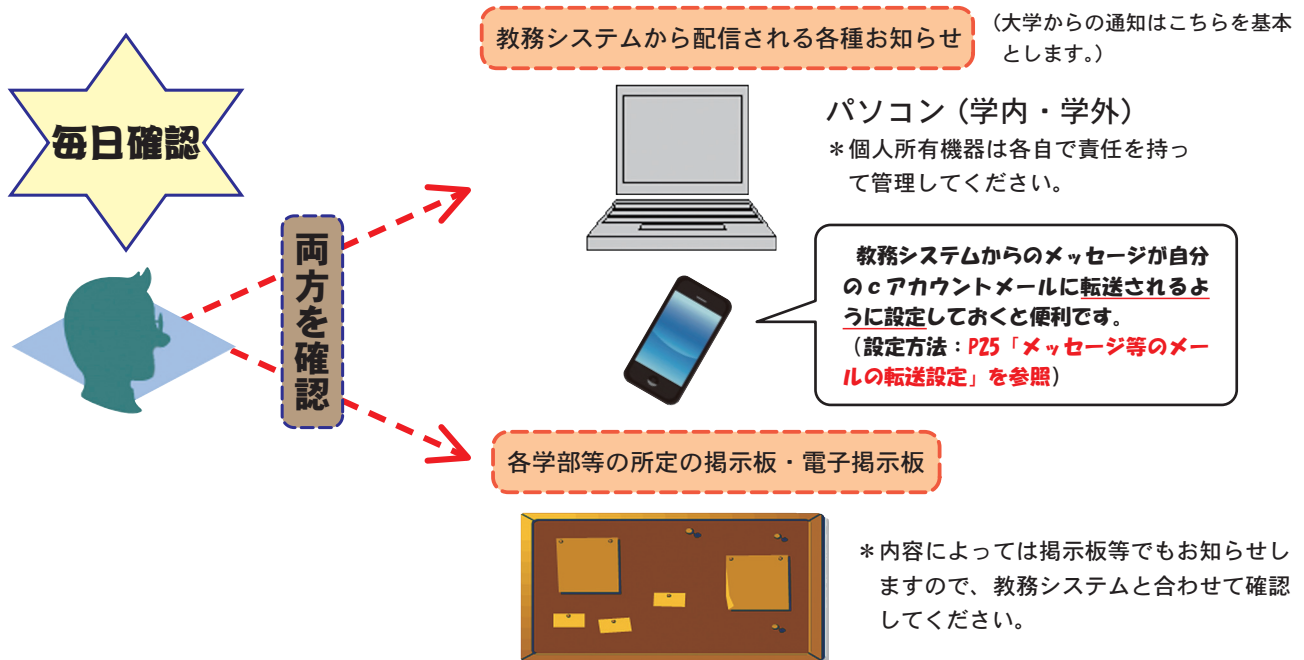 教務システムから配信される各種お知らせ
(大学からの通知はこちらを基本
とします。)
毎日確認
パソコン (学内・学外)
＊個人所有機器は各自で責任を持っ
て管理してください。
両方を確認
教務システムからのメッセージが自分
のｃアカウントメールに転送されるよ
うに設定しておくと便利です。
(設定方法：P25「メッセージ等のメー
ルの転送設定」を参照)
各学部等の所定の掲示板・電子掲示板
＊内容によっては掲示板等でもお知らせし
ますので、教務システムと合わせて確認
してください。